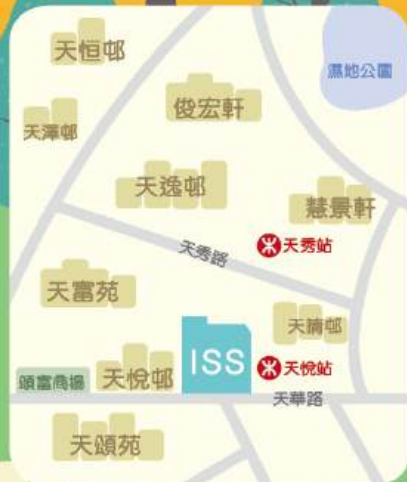 天恒邨
濕地公園
俊宏軒
天澤邨
天逸邨
慧景軒
天秀路
天秀站
天富苑
天晴邨
ISS
天悅站
頌富商場
天悅邨
天華路
天頌苑